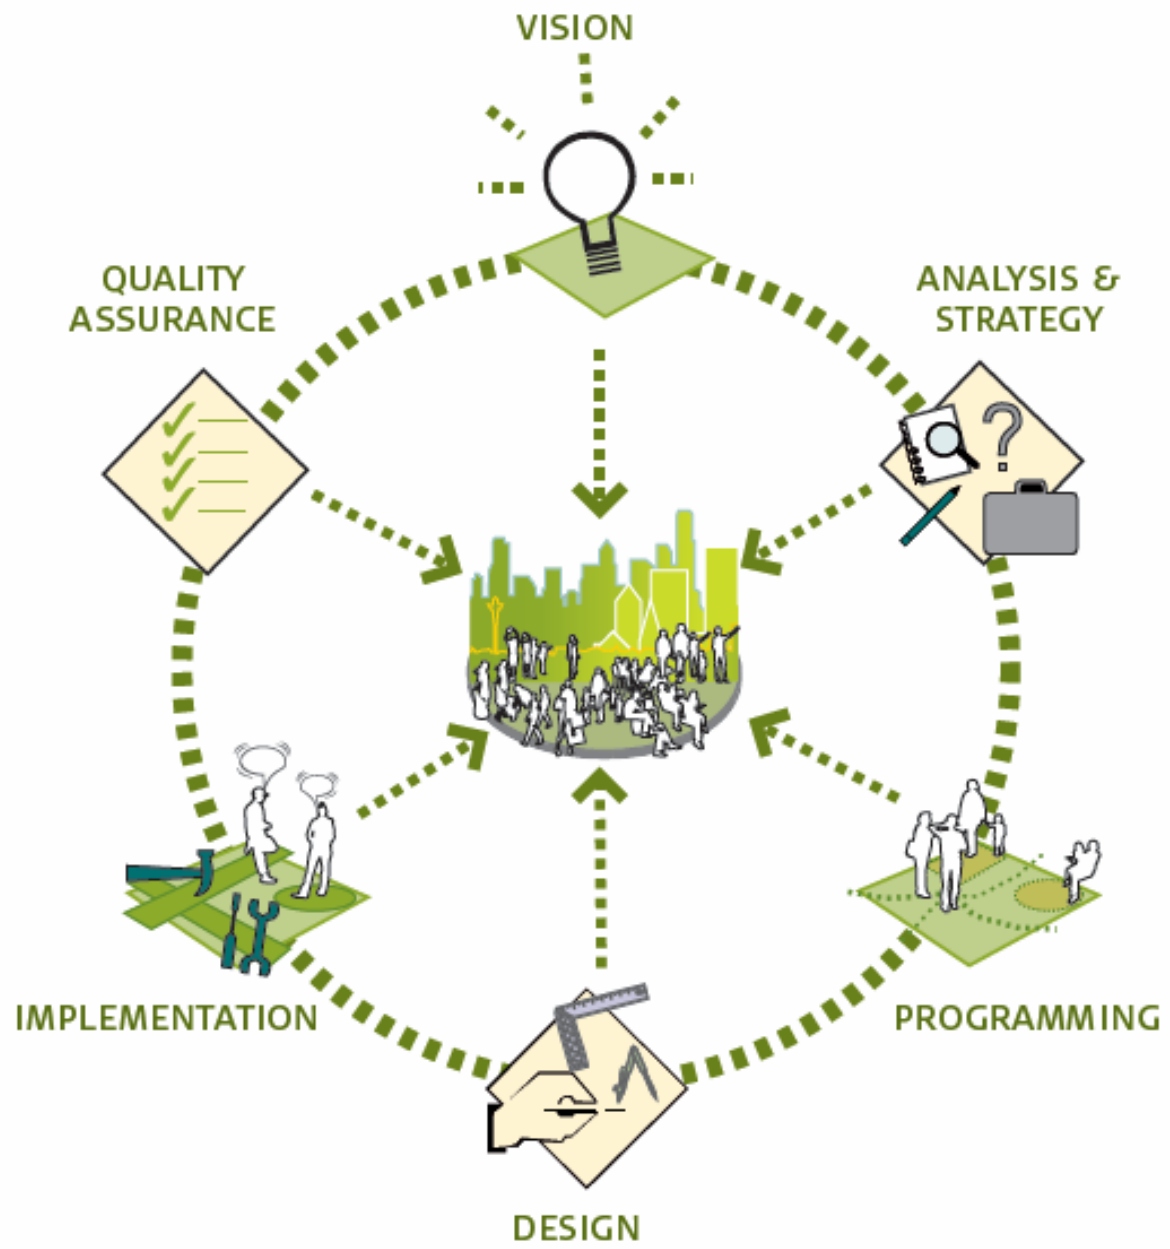 VISION
QUALITY
ASSURANCE
ANALYSIS &
STRATEGY
IMPLEMENTATION
PROGRAMMING
DESIGN